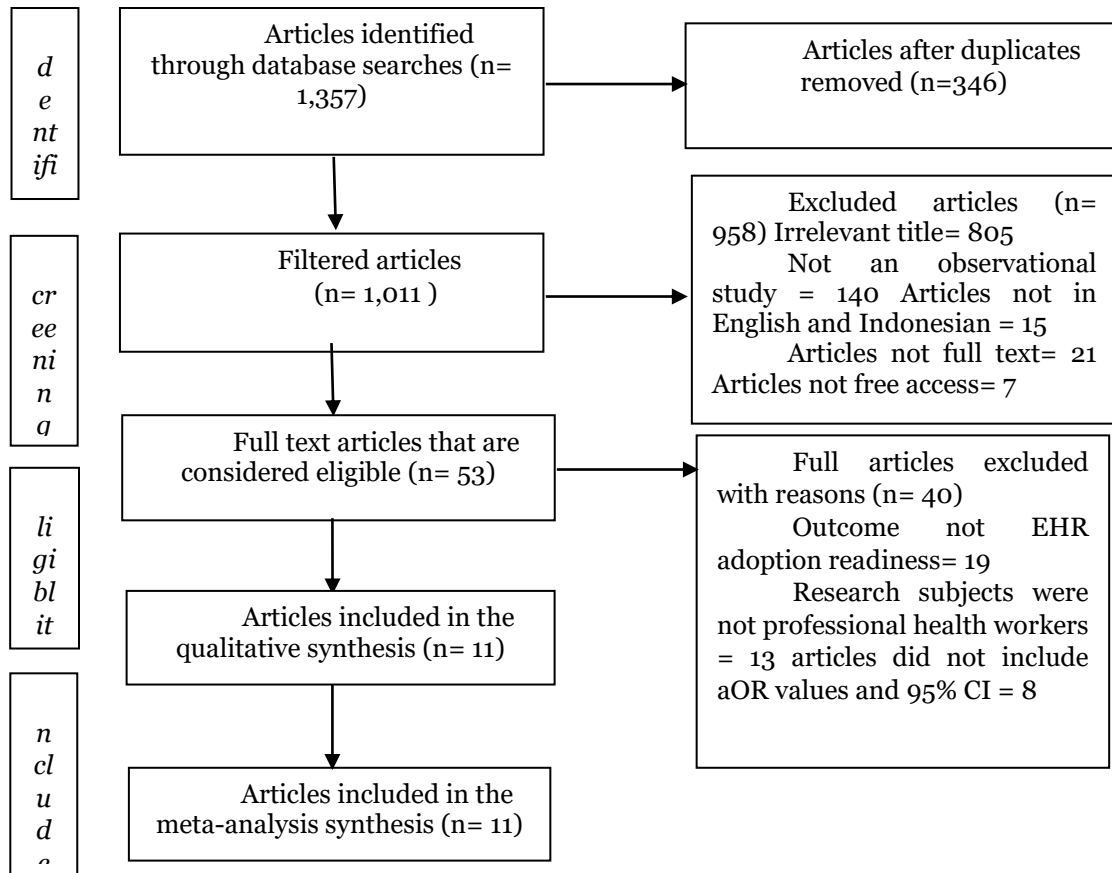 d
e
nt
ifi
Articles identified
through database searches (n=
1,357)
Articles after duplicates
removed (n=346)
cr
ee
ni
n
g
Filtered articles
(n= 1,011 )
Excluded articles (n=
958) Irrelevant title= 805
Not an observational
study = 140 Articles not in
English and Indonesian = 15
Articles not full text= 21
Articles not free access= 7
Full text articles that are
considered eligible (n= 53)
li
gi
bl
it
Full articles excluded
with reasons (n= 40)
Outcome not EHR
adoption readiness= 19
Research subjects were
not professional health workers
= 13 articles did not include
aOR values and 95% CI = 8
Articles included in the
qualitative synthesis (n= 11)
n
cl
u
d
Articles included in the
meta-analysis synthesis (n= 11)